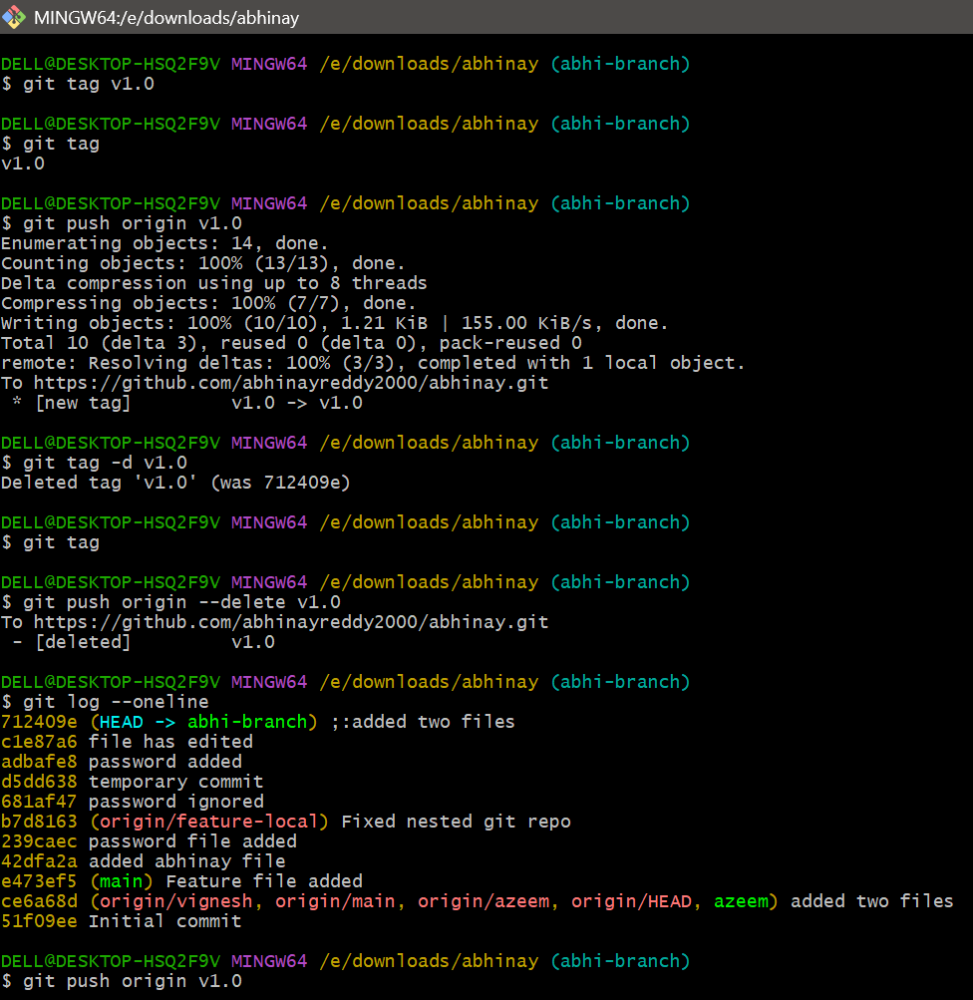 MINGW64:/e/downloads/abhinay
DELL@DESKTOP-HSQ2F9V MINGW64 /e/downloads/abhinay (abhi-branch)
$ git tag v1.0
DELL@DESKTOP-HSQ2F9V MINGW64 /e/downloads/abhinay (abhi-branch)
$ git tag
v1.0
DELL@DESKTOP-HSQ2F9V MINGW64 /e/downloads/abhinay (abhi-branch)
$ git push origin v1.0
Enumerating objects: 14, done.
Counting objects: 100% (13/13), done.
Delta compression using up to 8 threads
Compressing objects: 100% (7/7), done.
Writing objects: 100% (10/10), 1.21 KiB | 155.00 KiB/s, done.
Total 10 (delta 3), reused 0 (delta 0), pack-reused 0
remote: Resolving deltas: 100% (3/3), completed with 1 local object.
To https://github.com/abhinayreddy2000/abhinay.git
 * [new tag]         v1.0 -> v1.0
DELL@DESKTOP-HSQ2F9V MINGW64 /e/downloads/abhinay (abhi-branch)
$ git tag -d v1.0
Deleted tag 'v1.0' (was 712409e)
DELL@DESKTOP-HSQ2F9V MINGW64 /e/downloads/abhinay (abhi-branch)
$ git tag
DELL@DESKTOP-HSQ2F9V MINGW64 /e/downloads/abhinay (abhi-branch)
$ git push origin --delete v1.0
To https://github.com/abhinayreddy2000/abhinay.git
 - [deleted]         v1.0
DELL@DESKTOP-HSQ2F9V MINGW64 /e/downloads/abhinay (abhi-branch)
$ git log --oneline
712409e (HEAD -> abhi-branch) ;:added two files
c1e87a6 file has edited
adbafe8 password added
d5dd638 temporary commit
681af47 password ignored
b7d8163 (origin/feature-local) Fixed nested git repo
239caec password file added
42dfa2a added abhinay file
e473ef5 (main) Feature file added
ce6a68d (origin/vignesh, origin/main, origin/azeem, origin/HEAD, azeem) added two files
51f09ee Initial commit
DELL@DESKTOP-HSQ2F9V MINGW64 /e/downloads/abhinay (abhi-branch)
$ git push origin v1.0